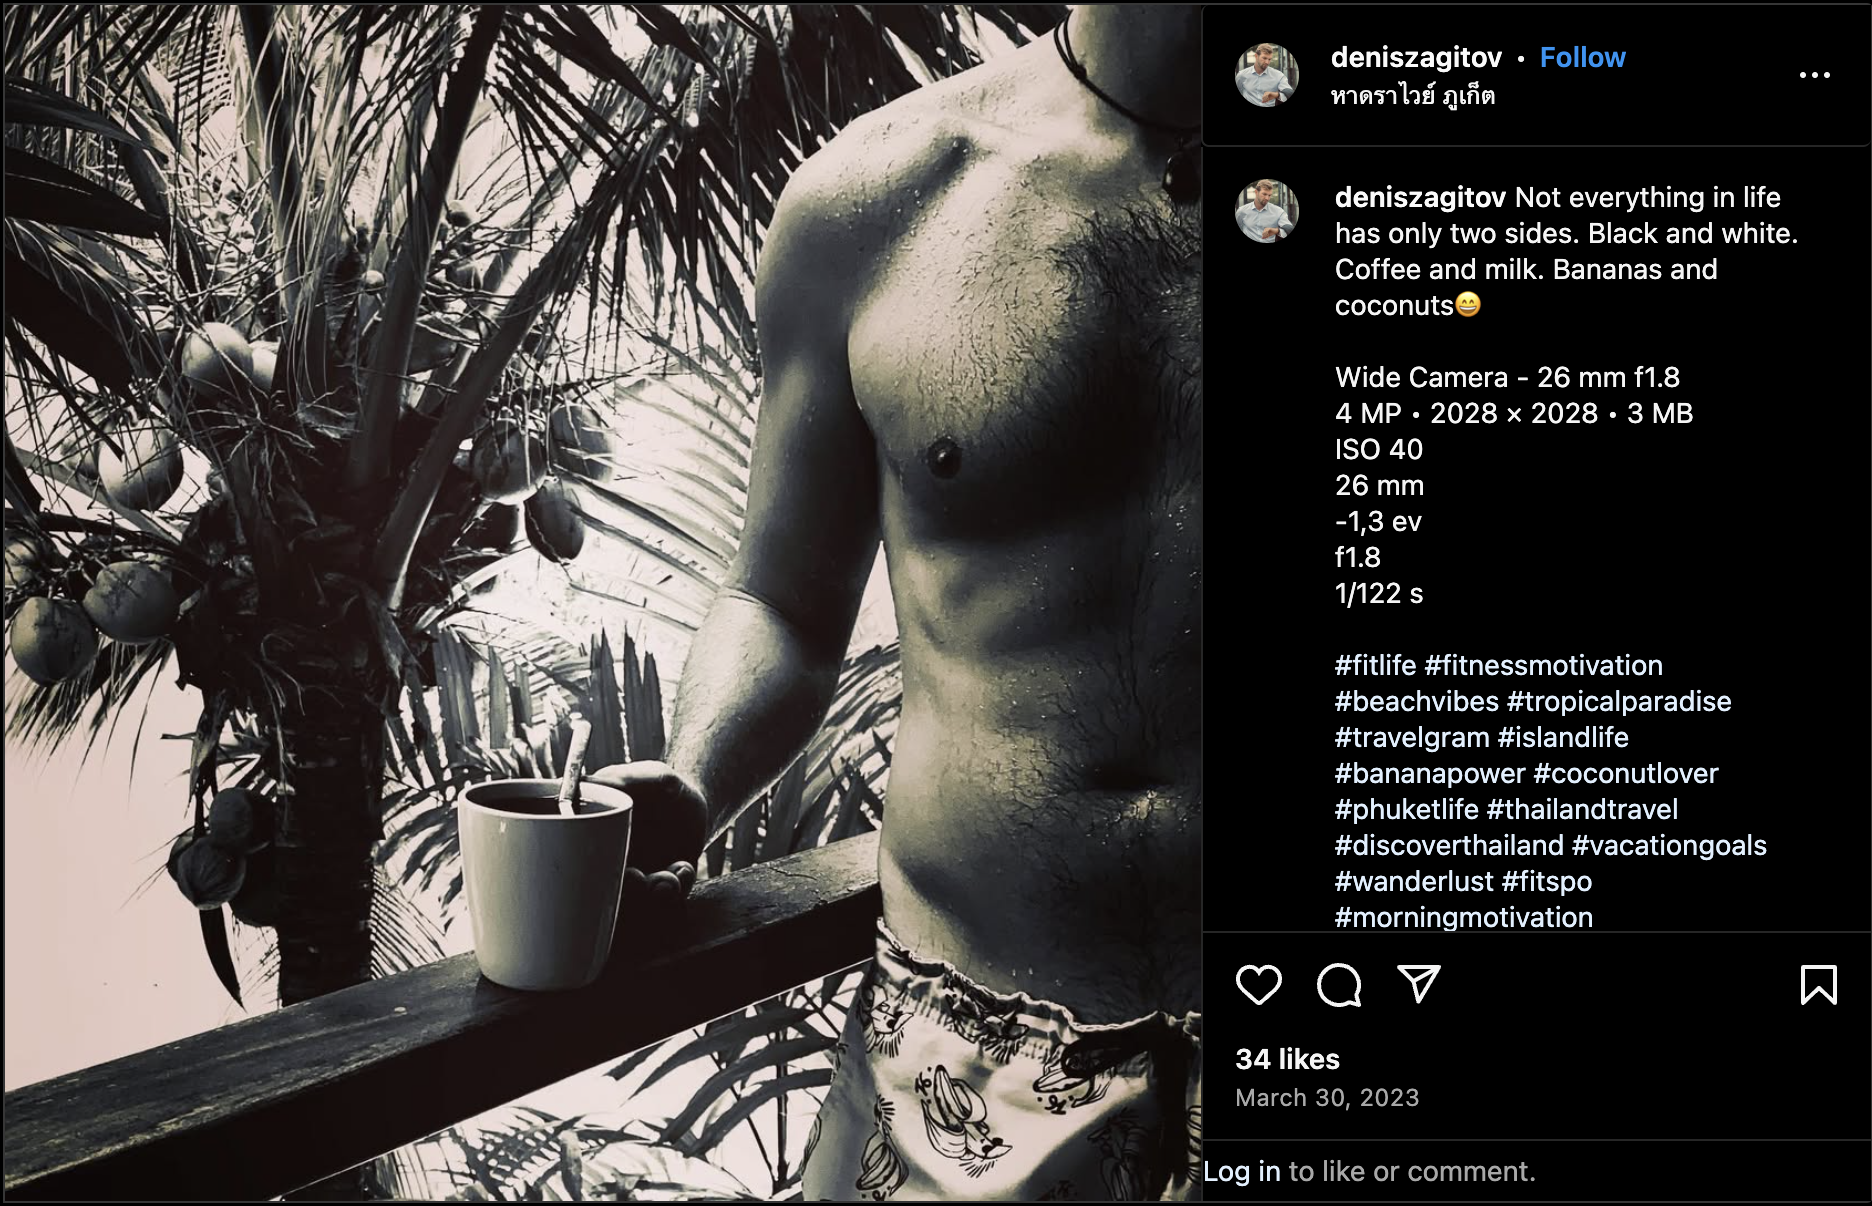 deniszagitov • Follow
หาดราไวย์ ภูเก็ต
deniszagitov Not everything in life
has only two sides. Black and white.
Coffee and milk. Bananas and
coconuts😄
Wide Camera - 26 mm f1.8
4 MP • 2028 × 2028 • 3 MB
ISO 40
26 mm
-1,3 ev
f1.8
1/122 s
#fitlife #fitnessmotivation
#beachvibes #tropicalparadise
#travelgram #islandlife
#bananapower #coconutlover
#phuketlife #thailandtravel
#discoverthailand #vacationgoals
#wanderlust #fitspo
#morningmotivation
34 likes
March 30, 2023
Log in to like or comment.